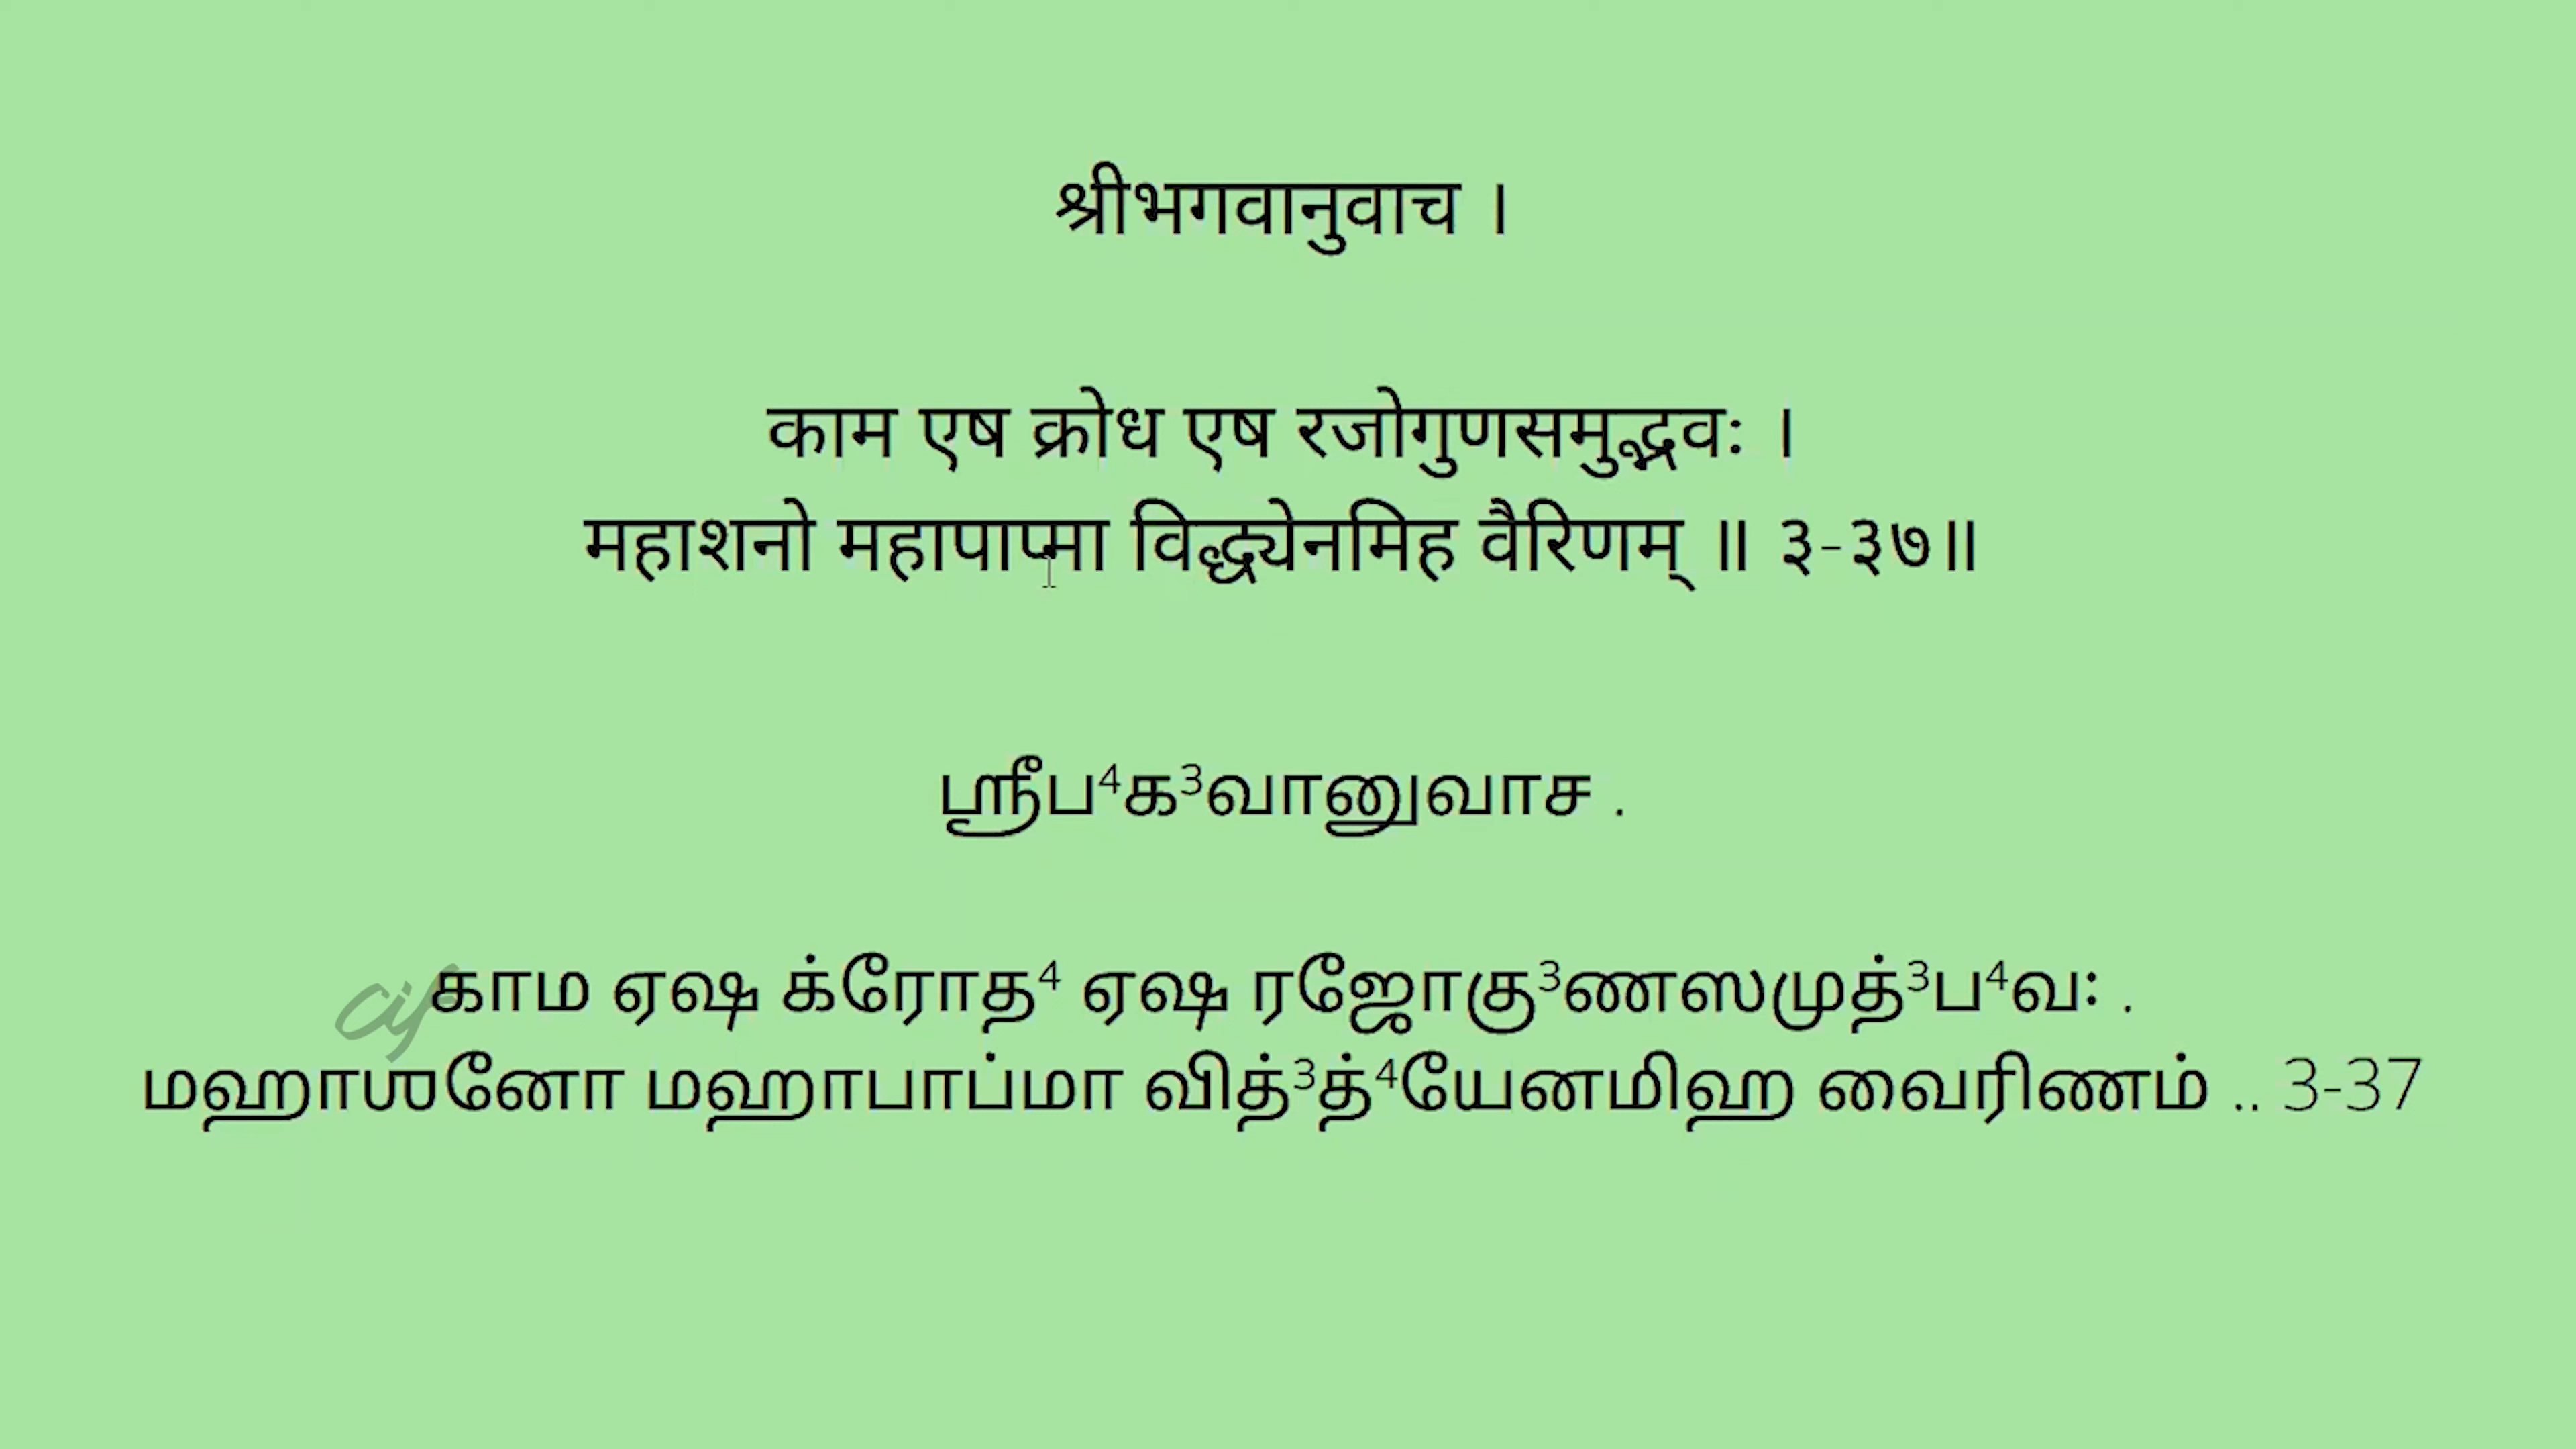 श्रीभगवानुवाच ।
काम एष क्रोध एष रजोगुणसमुद्भवः ।
महाशनो महापाप्मा विद्ध्येनमिह वैरिणम् ॥ ३-३७॥
ஶ்ரீப⁴க³வானுவாச .
காம ஏஷ க்ரோத⁴ ஏஷ ரஜோகு³ணஸமுத்³ப⁴வ꞉ .
மஹாஶனோ மஹாபாப்மா வித்³த்⁴யேனமிஹ வைரிணம் .. 3-37
cif